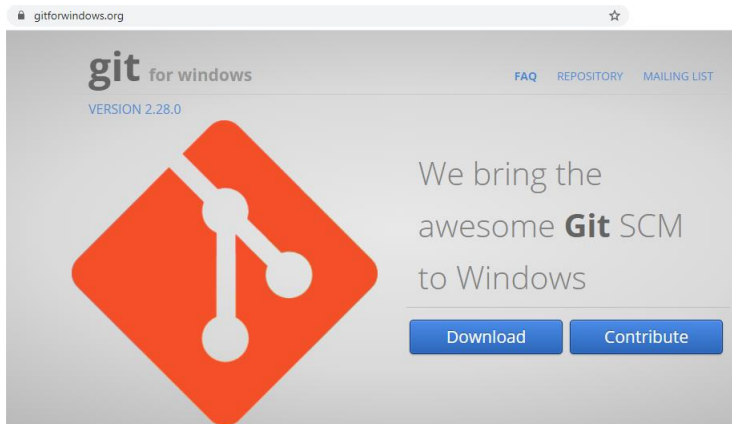 gitforwindows.org
git for windows
FAQ REPOSITORY MAILING LIST
VERSION 2.28.0
We bring the
awesome Git SCM
to Windows
Download Contribute